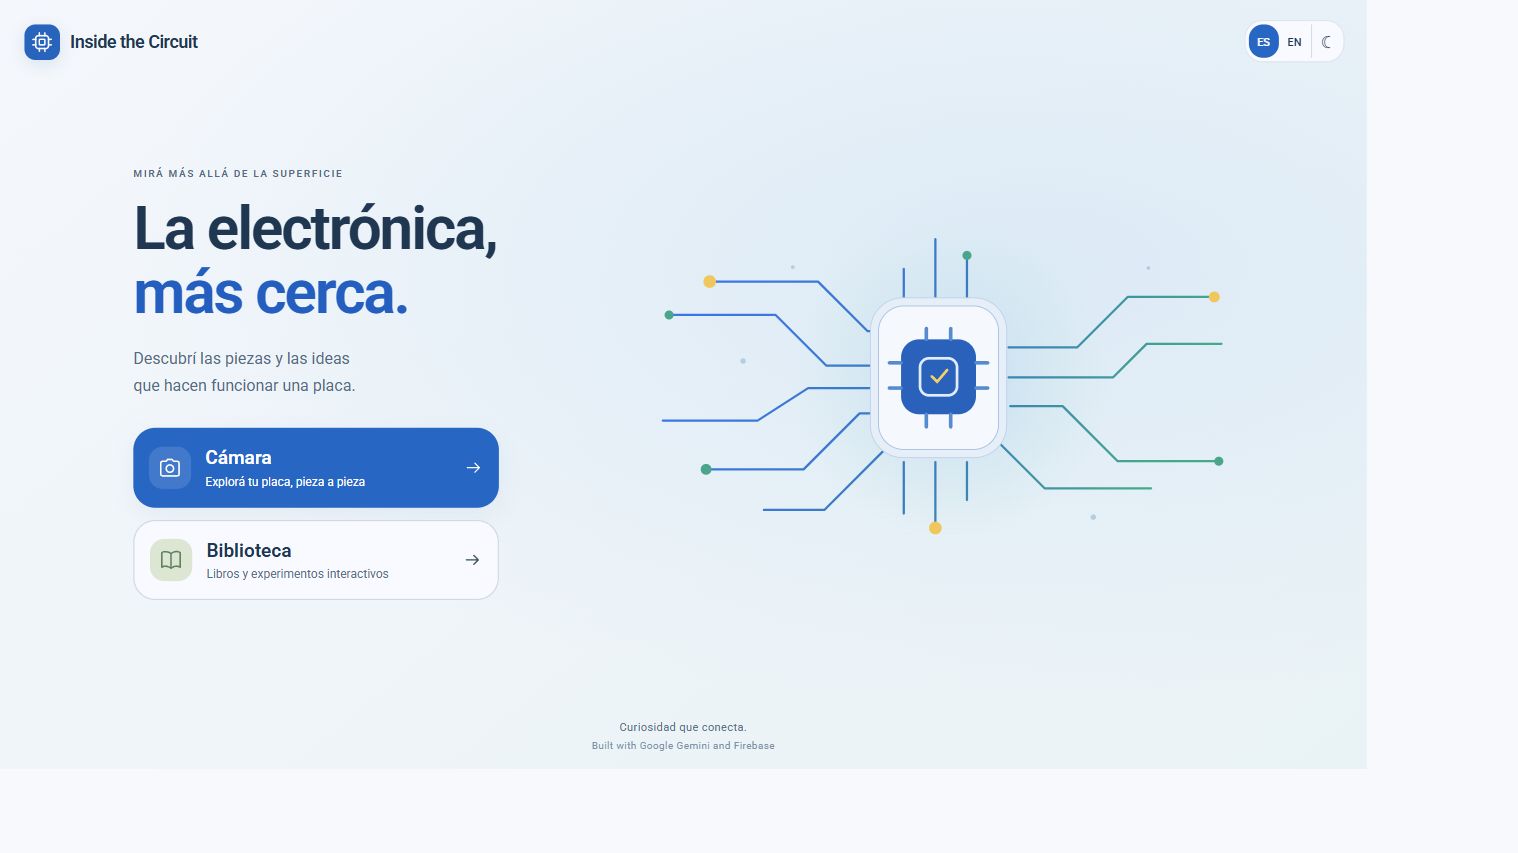 Inside the Circuit
ES EN
MIRÁ MÁS ALLÁ DE LA SUPERFICIE
La electrónica,
más cerca.
Descubrí las piezas y las ideas
que hacen funcionar una placa.
Cámara
Explorá tu placa, pieza a pieza
Biblioteca
Libros y experimentos interactivos
Curiosidad que conecta.
Built with Google Gemini and Firebase